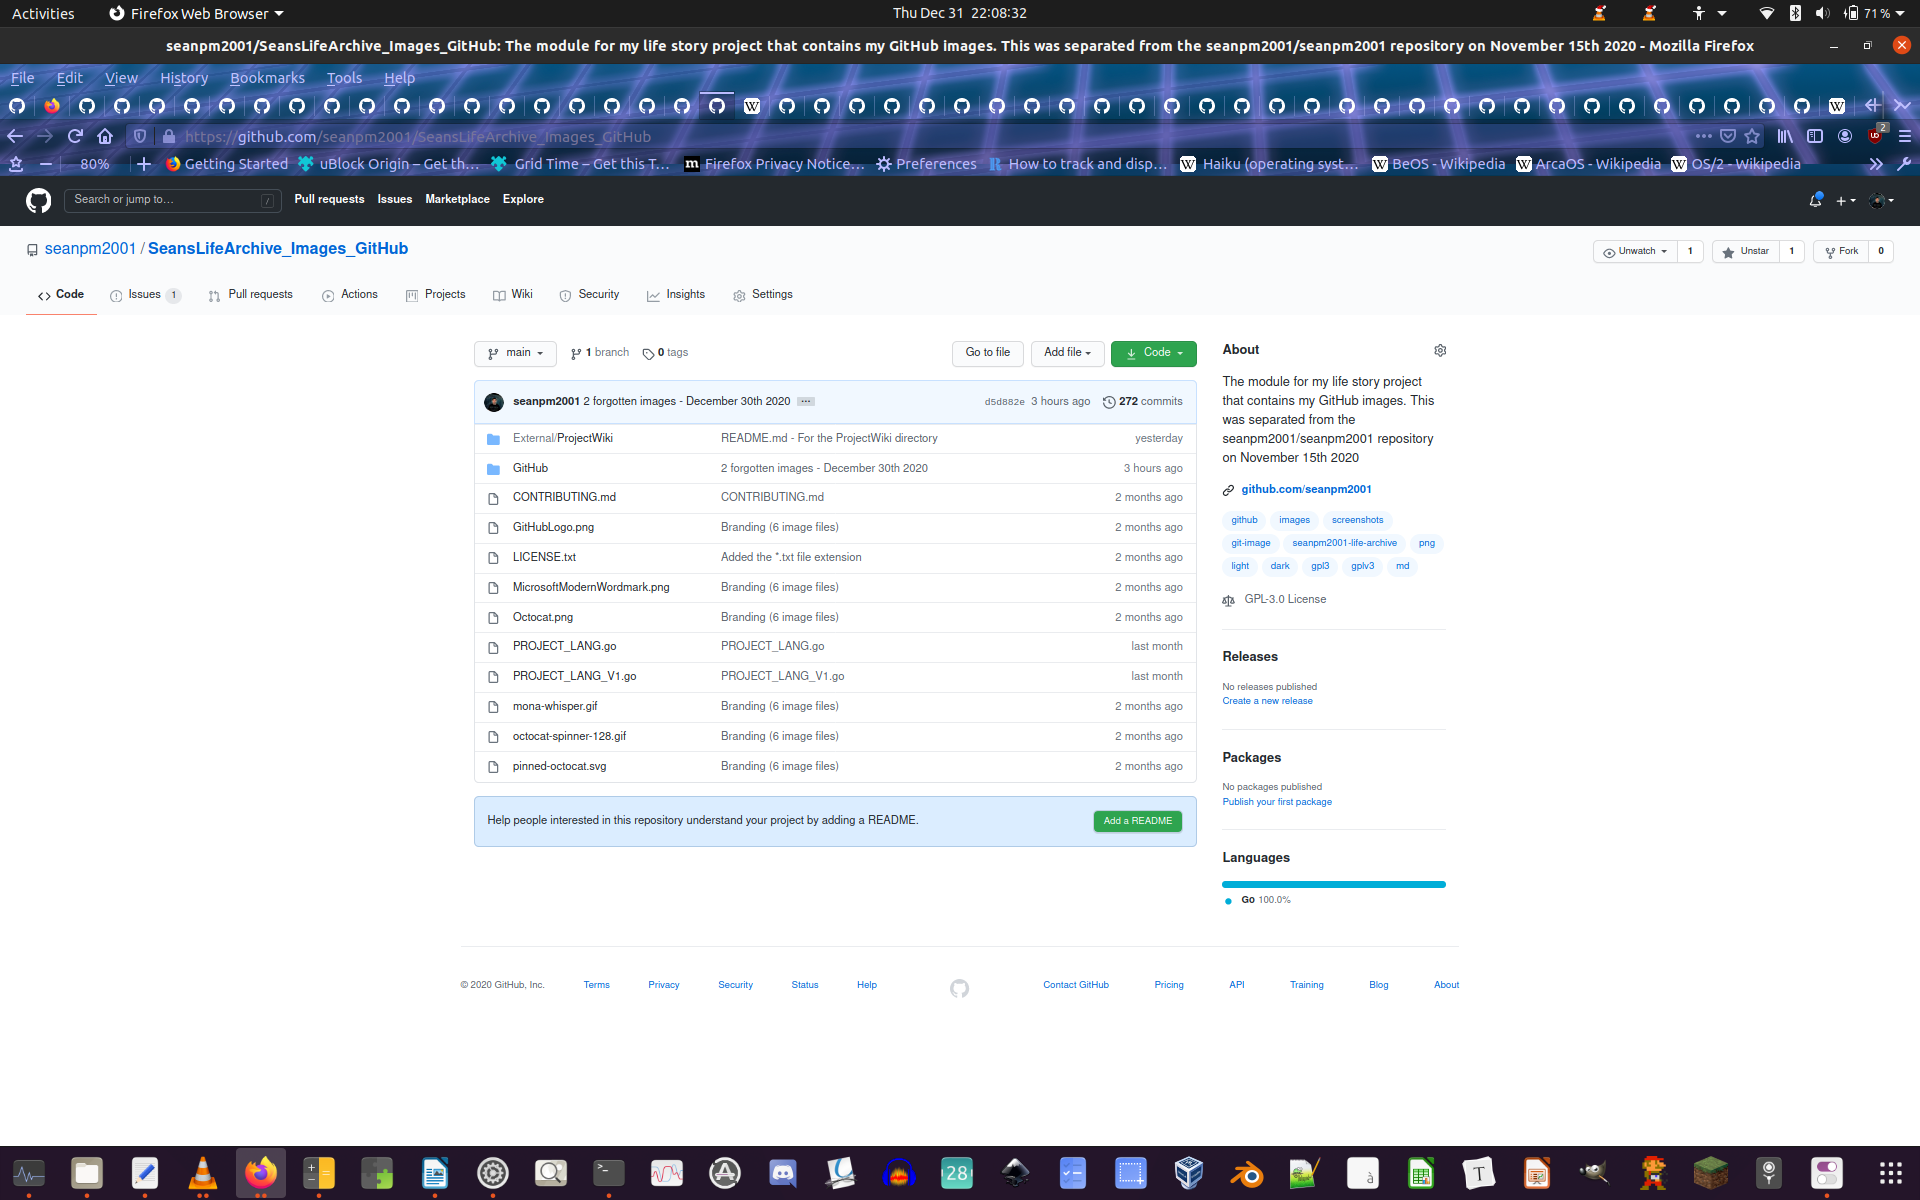 Activities Firefox Web Browser Thu Dec 31 22:08:32 71 %
seanpm2001/SeansLifeArchive_Images_GitHub: The module for my life story project that contains my GitHub images. This was separated from the seanpm2001/seanpm2001 repository on November 15th 2020 - Mozilla Firefox
File Edit View History Bookmarks Tools Help
https://github.com/seanpm2001/SeansLifeArchive_Images_GitHub 2
80% Getting Started uBlock Origin – Get th… Grid Time – Get this T… Firefox Privacy Notice… Preferences How to track and disp… Haiku (operating syst… BeOS - Wikipedia ArcaOS - Wikipedia OS/2 - Wikipedia
Search or jump to… / Pull requests Issues Marketplace Explore
seanpm2001 / SeansLifeArchive_Images_GitHub Unwatch 1 Unstar 1 Fork 0
Code Issues 1 Pull requests Actions Projects Wiki Security Insights Settings
main 1 branch 0 tags Go to file Add file Code
seanpm2001 2 forgotten images - December 30th 2020 ... d5d882e 3 hours ago 272 commits
External/ProjectWiki README.md - For the ProjectWiki directory yesterday
GitHub 2 forgotten images - December 30th 2020 3 hours ago
CONTRIBUTING.md CONTRIBUTING.md 2 months ago
GitHubLogo.png Branding (6 image files) 2 months ago
LICENSE.txt Added the *.txt file extension 2 months ago
MicrosoftModernWordmark.png Branding (6 image files) 2 months ago
Octocat.png Branding (6 image files) 2 months ago
PROJECT_LANG.go PROJECT_LANG.go last month
PROJECT_LANG_V1.go PROJECT_LANG_V1.go last month
mona-whisper.gif Branding (6 image files) 2 months ago
octocat-spinner-128.gif Branding (6 image files) 2 months ago
pinned-octocat.svg Branding (6 image files) 2 months ago
Help people interested in this repository understand your project by adding a README. Add a README
About
The module for my life story project
that contains my GitHub images. This
was separated from the
seanpm2001/seanpm2001 repository
on November 15th 2020
github.com/seanpm2001
github images screenshots
git-image seanpm2001-life-archive png
light dark gpl3 gplv3 md
GPL-3.0 License
Releases
No releases published
Create a new release
Packages
No packages published
Publish your first package
Languages
Go 100.0%
© 2020 GitHub, Inc. Terms Privacy Security Status Help Contact GitHub Pricing API Training Blog About
28